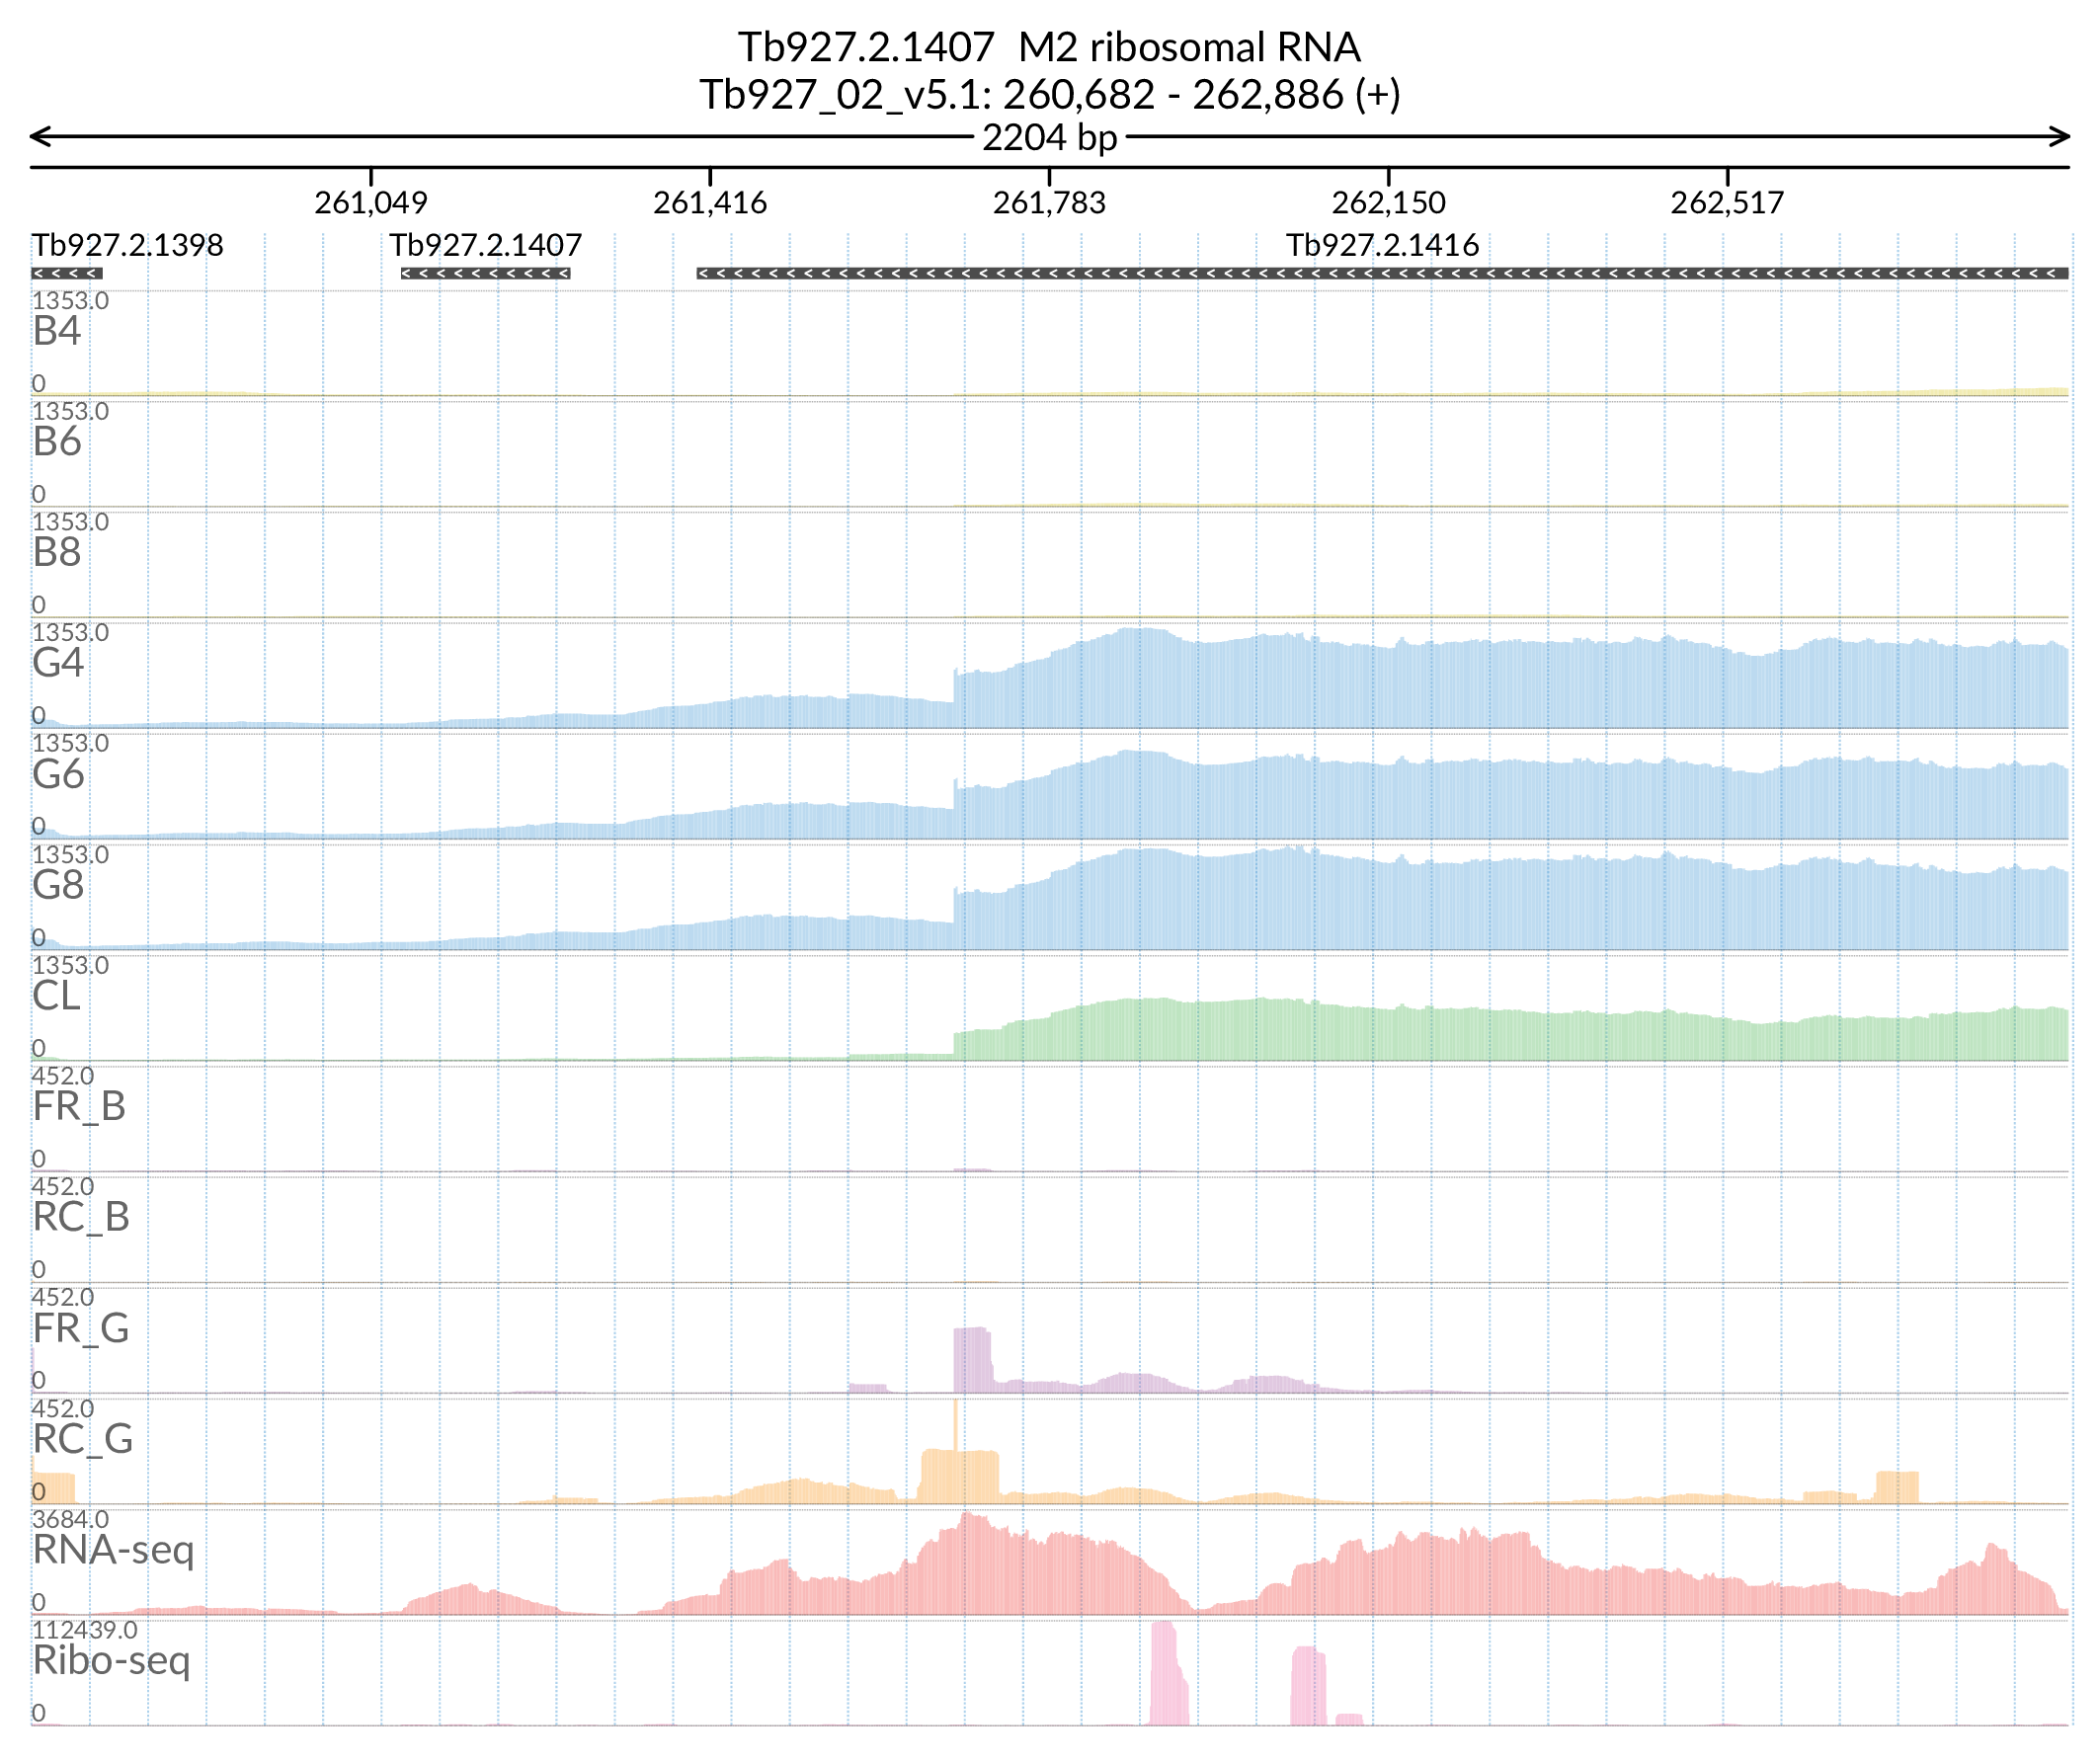 Tb927.2.1407  M2 ribosomal RNA
Tb927_02_v5.1: 260,682 - 262,886 (+)
2204 bp
261,049 261,416 261,783 262,150 262,517
Tb927.2.1398 Tb927.2.1407 Tb927.2.1416
1353.0
B4
0
1353.0
B6
0
1353.0
B8
0
1353.0
G4
0
1353.0
G6
0
1353.0
G8
0
1353.0
CL
0
452.0
FR_B
0
452.0
RC_B
0
452.0
FR_G
0
452.0
RC_G
0
3684.0
RNA-seq
0
112439.0
Ribo-seq
0